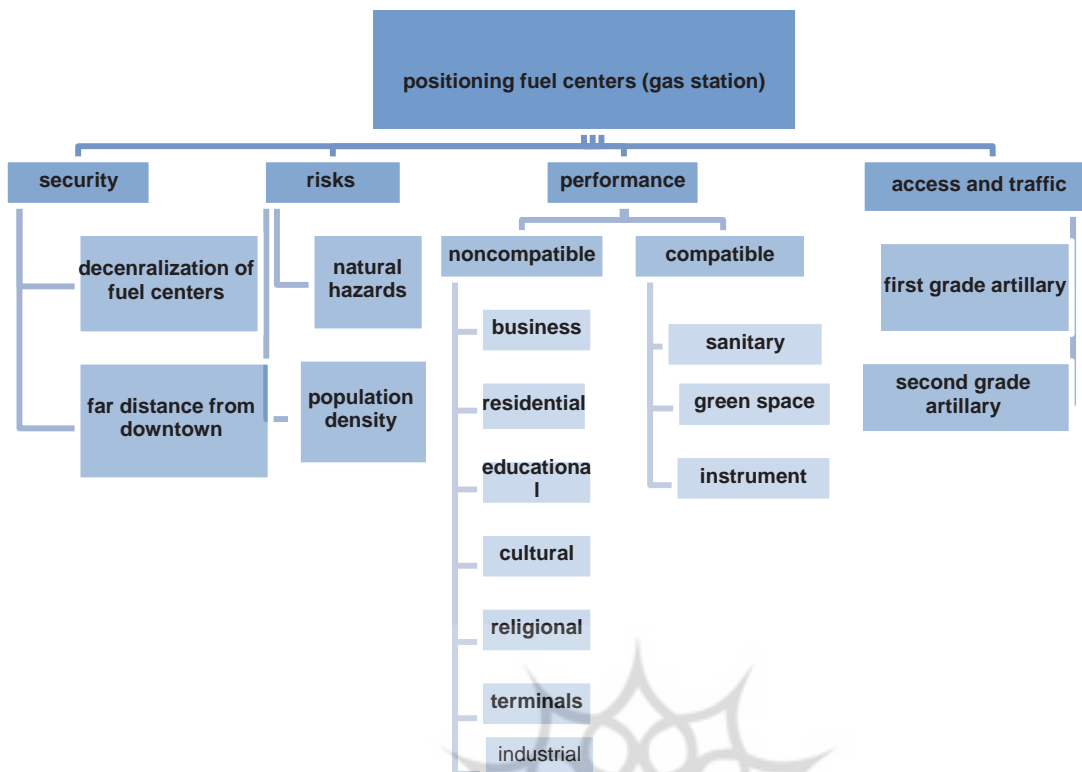 positioning fuel centers (gas station)
security
risks
performance
access and traffic
decenralization of
fuel centers
far distance from
downtown
natural
hazards
population
density
noncompatible
business
residential
educationa
l
cultural
religional
terminals
industrial
compatible
sanitary
green space
instrument
first grade artillary
second grade
artillary